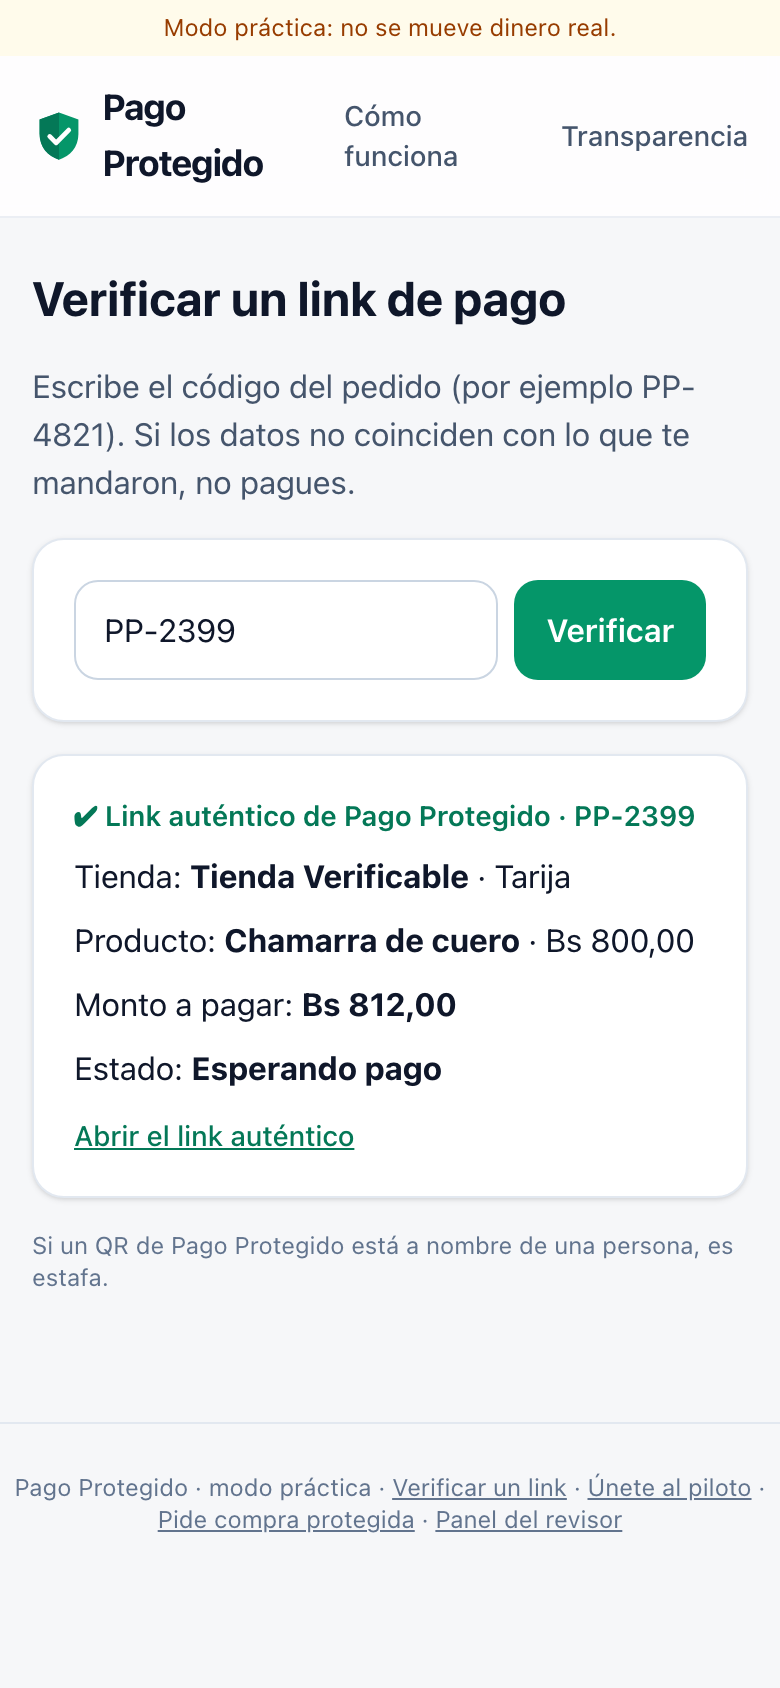 Modo práctica: no se mueve dinero real.
Pago
Protegido
Cómo
funciona
Transparencia
Verificar un link de pago
Escribe el código del pedido (por ejemplo PP-
4821). Si los datos no coinciden con lo que te
mandaron, no pagues.
PP-2399
Verificar
✔ Link auténtico de Pago Protegido · PP-2399
Tienda: Tienda Verificable · Tarija
Producto: Chamarra de cuero · Bs 800,00
Monto a pagar: Bs 812,00
Estado: Esperando pago
Abrir el link auténtico
Si un QR de Pago Protegido está a nombre de una persona, es
estafa.
Pago Protegido · modo práctica · Verificar un link · Únete al piloto ·
Pide compra protegida · Panel del revisor